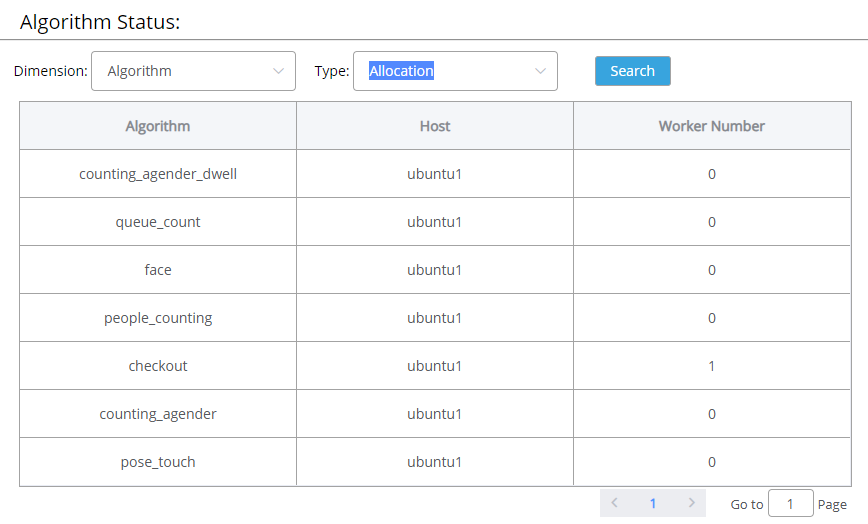 Algorithm Status:
Dimension: Algorithm Type: Allocation Search
Algorithm Host Worker Number
counting_agender_dwell ubuntu1 0
queue_count ubuntu1 0
face ubuntu1 0
people_counting ubuntu1 0
checkout ubuntu1 1
counting_agender ubuntu1 0
pose_touch ubuntu1 0
1 Go to 1 Page